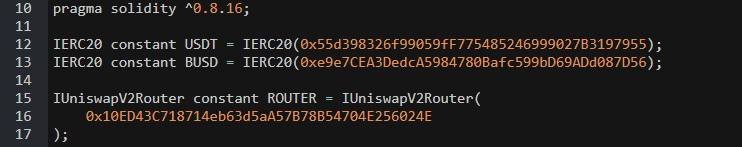 10 pragma solidity ^0.8.16;
11
12 IERC20 constant USDT = IERC20(0x55d398326f99059fF775485246999027B3197955);
13 IERC20 constant BUSD = IERC20(0xe9e7CEA3DedcA5984780Bafc599bD69ADd087D56);
14
15 IUniswapV2Router constant ROUTER = IUniswapV2Router(
16     0x10ED43C718714eb63d5aA57B78B54704E256024E
17 );